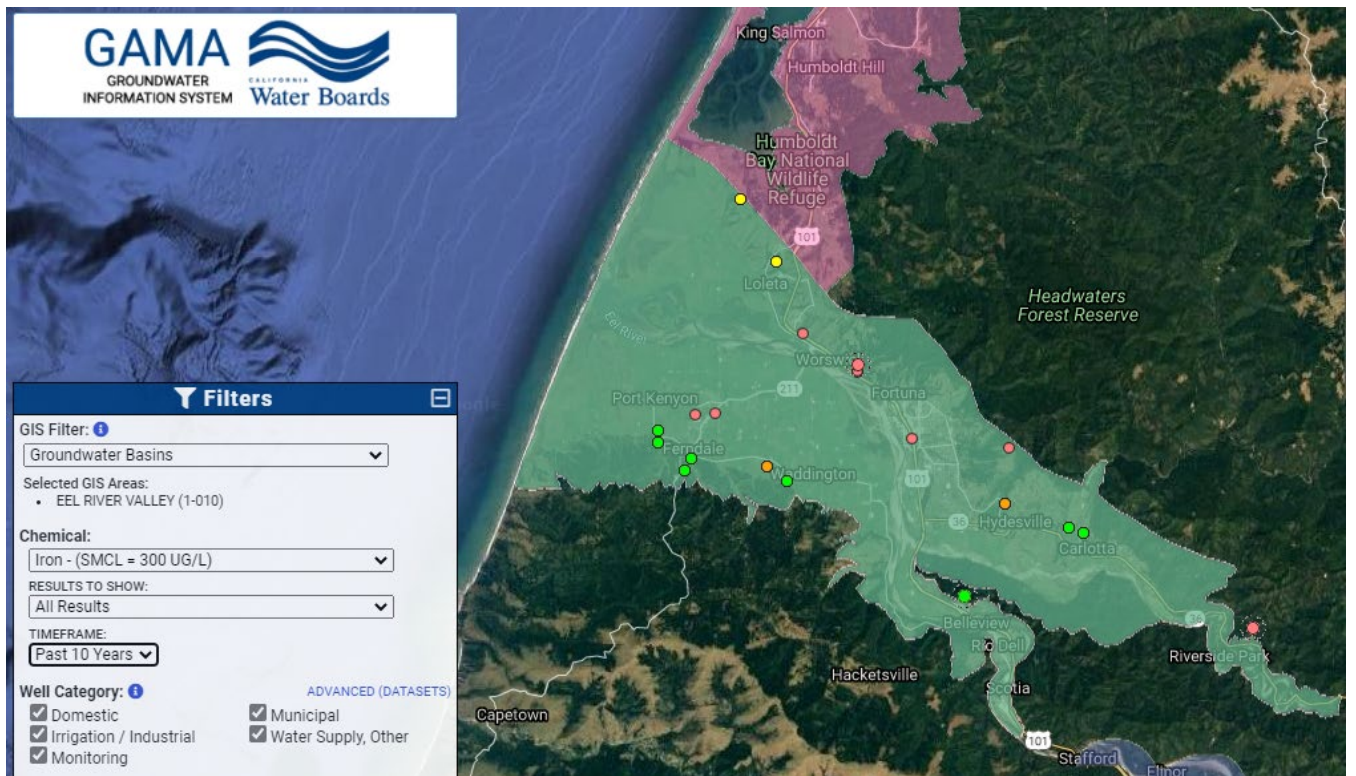 GAMA
GROUNDWATER
INFORMATION SYSTEM
CALIFORNIA
Water Boards
Filters
GIS Filter:
Groundwater Basins
Selected GIS Areas:
• EEL RIVER VALLEY (1-010)
Chemical:
Iron - (SMCL = 300 UG/L)
RESULTS TO SHOW:
All Results
TIMEFRAME:
Past 10 Years
Well Category:
ADVANCED (DATASETS)
Domestic
Municipal
Irrigation / Industrial
Water Supply, Other
Monitoring
King Salmon
Humboldt Hill
Humboldt
Bay National
Wildlife
Refuge
101
Loleta
Headwaters
Forest Reserve
Eel River
211
Fortuna
Port Kenyon
Ferndale
Waddington
101
36
Hydesville
Carlotta
Belleview
Rio Dell
Riverside Park
Hacketsville
Scotia
Capetown
101
Stafford